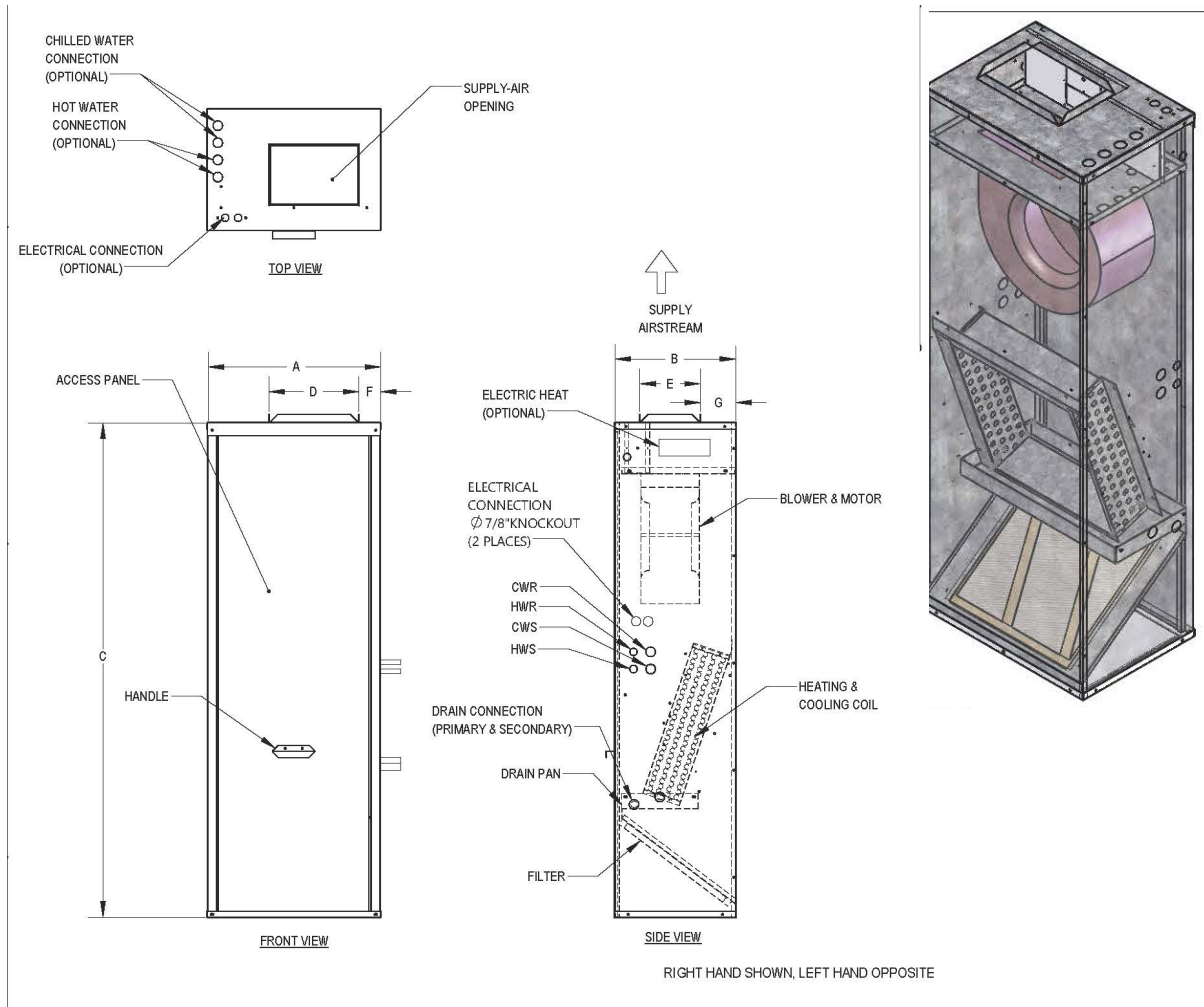 CHILLED WATER
CONNECTION
(OPTIONAL)
HOT WATER
CONNECTION
(OPTIONAL)
SUPPLY-AIR
OPENING
ELECTRICAL CONNECTION
(OPTIONAL)
TOP VIEW
SUPPLY
AIRSTREAM
A
D
F
ACCESS PANEL
C
HANDLE
FRONT VIEW
B
E
G
ELECTRIC HEAT
(OPTIONAL)
ELECTRICAL
CONNECTION
∅ 7/8"KNOCKOUT
(2 PLACES)
BLOWER & MOTOR
CWR
HWR
CWS
HWS
HEATING &
COOLING COIL
DRAIN CONNECTION
(PRIMARY & SECONDARY)
DRAIN PAN
FILTER
SIDE VIEW
RIGHT HAND SHOWN, LEFT HAND OPPOSITE